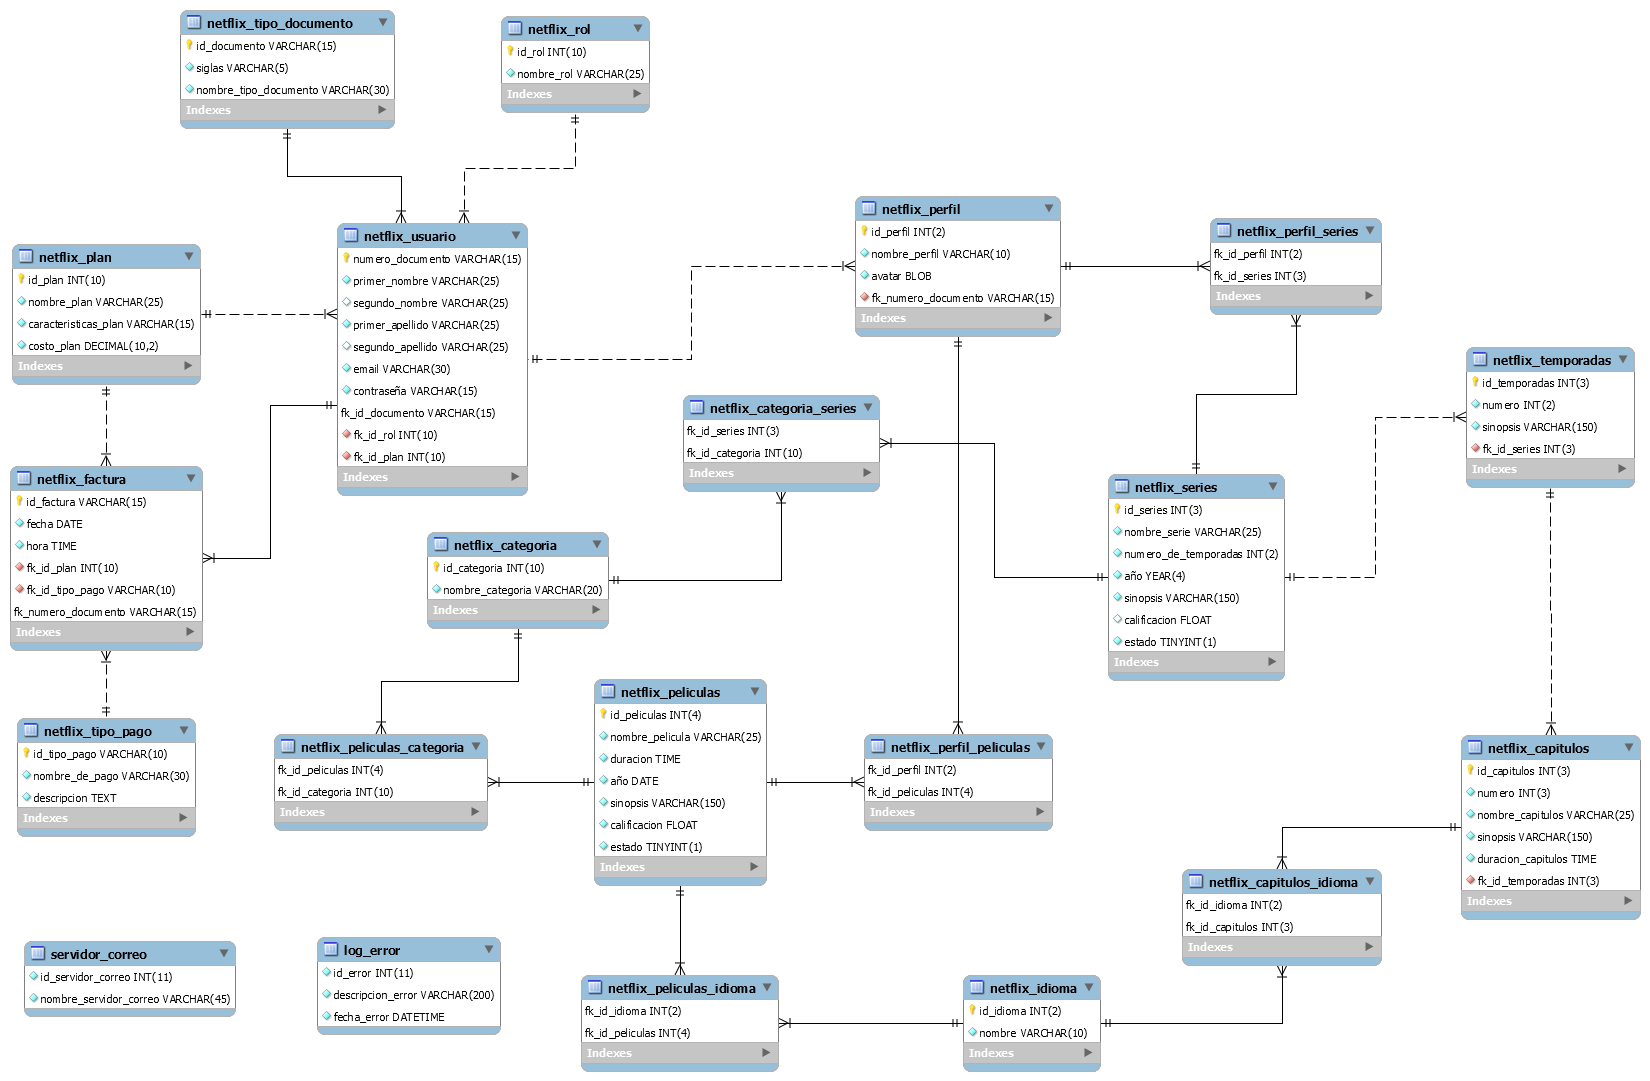 netflix_tipo_documento
id_documento VARCHAR(15)
siglas VARCHAR(5)
nombre_tipo_documento VARCHAR(30)
Indexes
netflix_rol
id_rol INT(10)
nombre_rol VARCHAR(25)
Indexes
netflix_plan
id_plan INT(10)
nombre_plan VARCHAR(25)
caracteristicas_plan VARCHAR(15)
costo_plan DECIMAL(10,2)
Indexes
netflix_usuario
numero_documento VARCHAR(15)
primer_nombre VARCHAR(25)
segundo_nombre VARCHAR(25)
primer_apellido VARCHAR(25)
segundo_apellido VARCHAR(25)
email VARCHAR(30)
contraseña VARCHAR(15)
fk_id_documento VARCHAR(15)
fk_id_rol INT(10)
fk_id_plan INT(10)
Indexes
netflix_perfil
id_perfil INT(2)
nombre_perfil VARCHAR(10)
avatar BLOB
fk_numero_documento VARCHAR(15)
Indexes
netflix_perfil_series
fk_id_perfil INT(2)
fk_id_series INT(3)
Indexes
netflix_temporadas
id_temporadas INT(3)
numero INT(2)
sinopsis VARCHAR(150)
fk_id_series INT(3)
Indexes
netflix_categoria_series
fk_id_series INT(3)
fk_id_categoria INT(10)
Indexes
netflix_factura
id_factura VARCHAR(15)
fecha DATE
hora TIME
fk_id_plan INT(10)
fk_id_tipo_pago VARCHAR(10)
fk_numero_documento VARCHAR(15)
Indexes
netflix_categoria
id_categoria INT(10)
nombre_categoria VARCHAR(20)
Indexes
netflix_series
id_series INT(3)
nombre_serie VARCHAR(25)
numero_de_temporadas INT(2)
año YEAR(4)
sinopsis VARCHAR(150)
calificacion FLOAT
estado TINYINT(1)
Indexes
netflix_tipo_pago
id_tipo_pago VARCHAR(10)
nombre_de_pago VARCHAR(30)
descripcion TEXT
Indexes
netflix_peliculas_categoria
fk_id_peliculas INT(4)
fk_id_categoria INT(10)
Indexes
netflix_peliculas
id_peliculas INT(4)
nombre_pelicula VARCHAR(25)
duracion TIME
año DATE
sinopsis VARCHAR(150)
calificacion FLOAT
estado TINYINT(1)
Indexes
netflix_perfil_peliculas
fk_id_perfil INT(2)
fk_id_peliculas INT(4)
Indexes
netflix_capitulos
id_capitulos INT(3)
numero INT(3)
nombre_capitulos VARCHAR(25)
sinopsis VARCHAR(150)
duracion_capitulos TIME
fk_id_temporadas INT(3)
Indexes
netflix_capitulos_idioma
fk_id_idioma INT(2)
fk_id_capitulos INT(3)
Indexes
servidor_correo
id_servidor_correo INT(11)
nombre_servidor_correo VARCHAR(45)
log_error
id_error INT(11)
descripcion_error VARCHAR(200)
fecha_error DATETIME
netflix_peliculas_idioma
fk_id_idioma INT(2)
fk_id_peliculas INT(4)
Indexes
netflix_idioma
id_idioma INT(2)
nombre VARCHAR(10)
Indexes